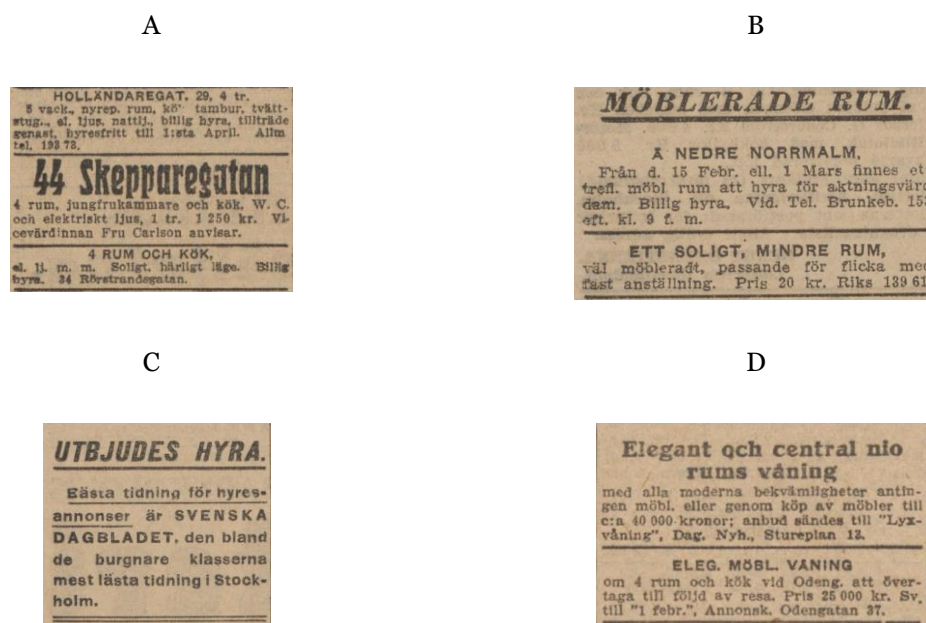 A
HOLLÄNDAREGAT. 29, 4 tr.
5 vack., nyrep. rum, kö' tambur, tvätt-
stug., el. ljus, nattlj., billig hyra, tillträde
genast, hyresfritt till 1:sta April. Allm
tel. 193 73.
44 Skepparegatan
4 rum, jungfrukammare och kök, W. C.
och elektriskt ljus, 1 tr. 1 250 kr. Vi-
cevärdinnan Fru Carlson anvisar.
4 RUM OCH KÖK,
el. lj. m. m. Soligt, härligt läge. Billig
hyra. 34 Rörstrandsgatan.
B
MÖBLERADE RUM.
Å NEDRE NORRMALM,
Från d. 15 Febr. ell. 1 Mars finnes et
trefl. möbl rum att hyra för aktningsvärd
dam. Billig hyra. Vid. Tel. Brunkeb. 153
eft. kl. 9 f. m.
ETT SOLIGT, MINDRE RUM,
väl möbleradt, passande för flicka med
fast anställning. Pris 20 kr. Riks 139 61
C
UTBJUDES HYRA.
Bästa tidning för hyres-
annonser är SVENSKA
DAGBLADET, den bland
de burgnare klasserna
mest lästa tidning i Stock-
holm.
D
Elegant och central nio
rums våning
med alla moderna bekvämligheter antin-
gen möbl. eller genom köp av möbler till
c:a 40 000 kronor; anbud sändes till "Lyx-
våning", Dag. Nyh., Stureplan 13.
ELEG. MÖBL. VÅNING
om 4 rum och kök vid Odeng. att över-
taga till följd av resa. Pris 25 000 kr. Sv.
till "1 febr.", Annonsk. Odengatan 37.